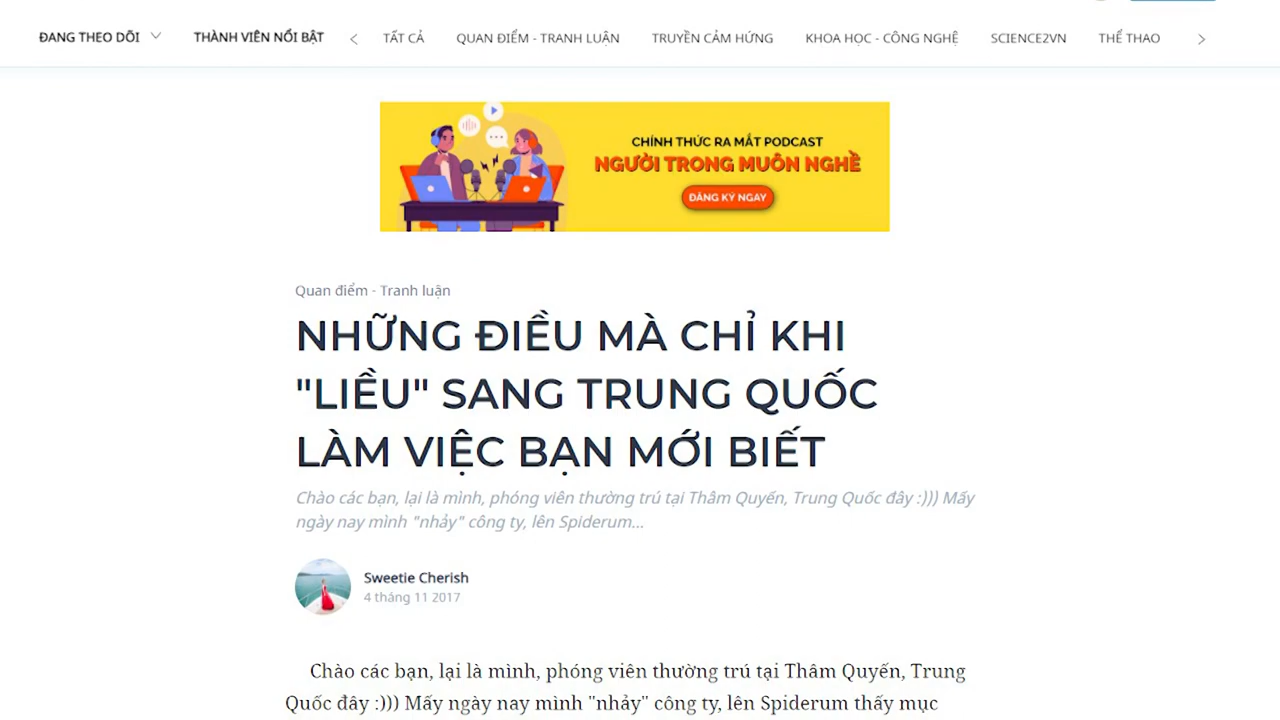 ĐANG THEO DÕI
THÀNH VIÊN NỔI BẬT
TẤT CẢ
QUAN ĐIỂM - TRANH LUẬN
TRUYỀN CẢM HỨNG
KHOA HỌC - CÔNG NGHỆ
SCIENCE2VN
THỂ THAO
CHÍNH THỨC RA MẮT PODCAST
NGƯỜI TRONG MUÔN NGHỀ
ĐĂNG KÝ NGAY
Quan điểm - Tranh luận
NHỮNG ĐIỀU MÀ CHỈ KHI
"LIỀU" SANG TRUNG QUỐC
LÀM VIỆC BẠN MỚI BIẾT
Chào các bạn, lại là mình, phóng viên thường trú tại Thâm Quyến, Trung Quốc đây :))) Mấy
ngày nay mình "nhảy" công ty, lên Spiderum...
Sweetie Cherish
4 tháng 11 2017
Chào các bạn, lại là mình, phóng viên thường trú tại Thâm Quyến, Trung
Quốc đây :))) Mấy ngày nay mình "nhảy" công ty, lên Spiderum thấy mục